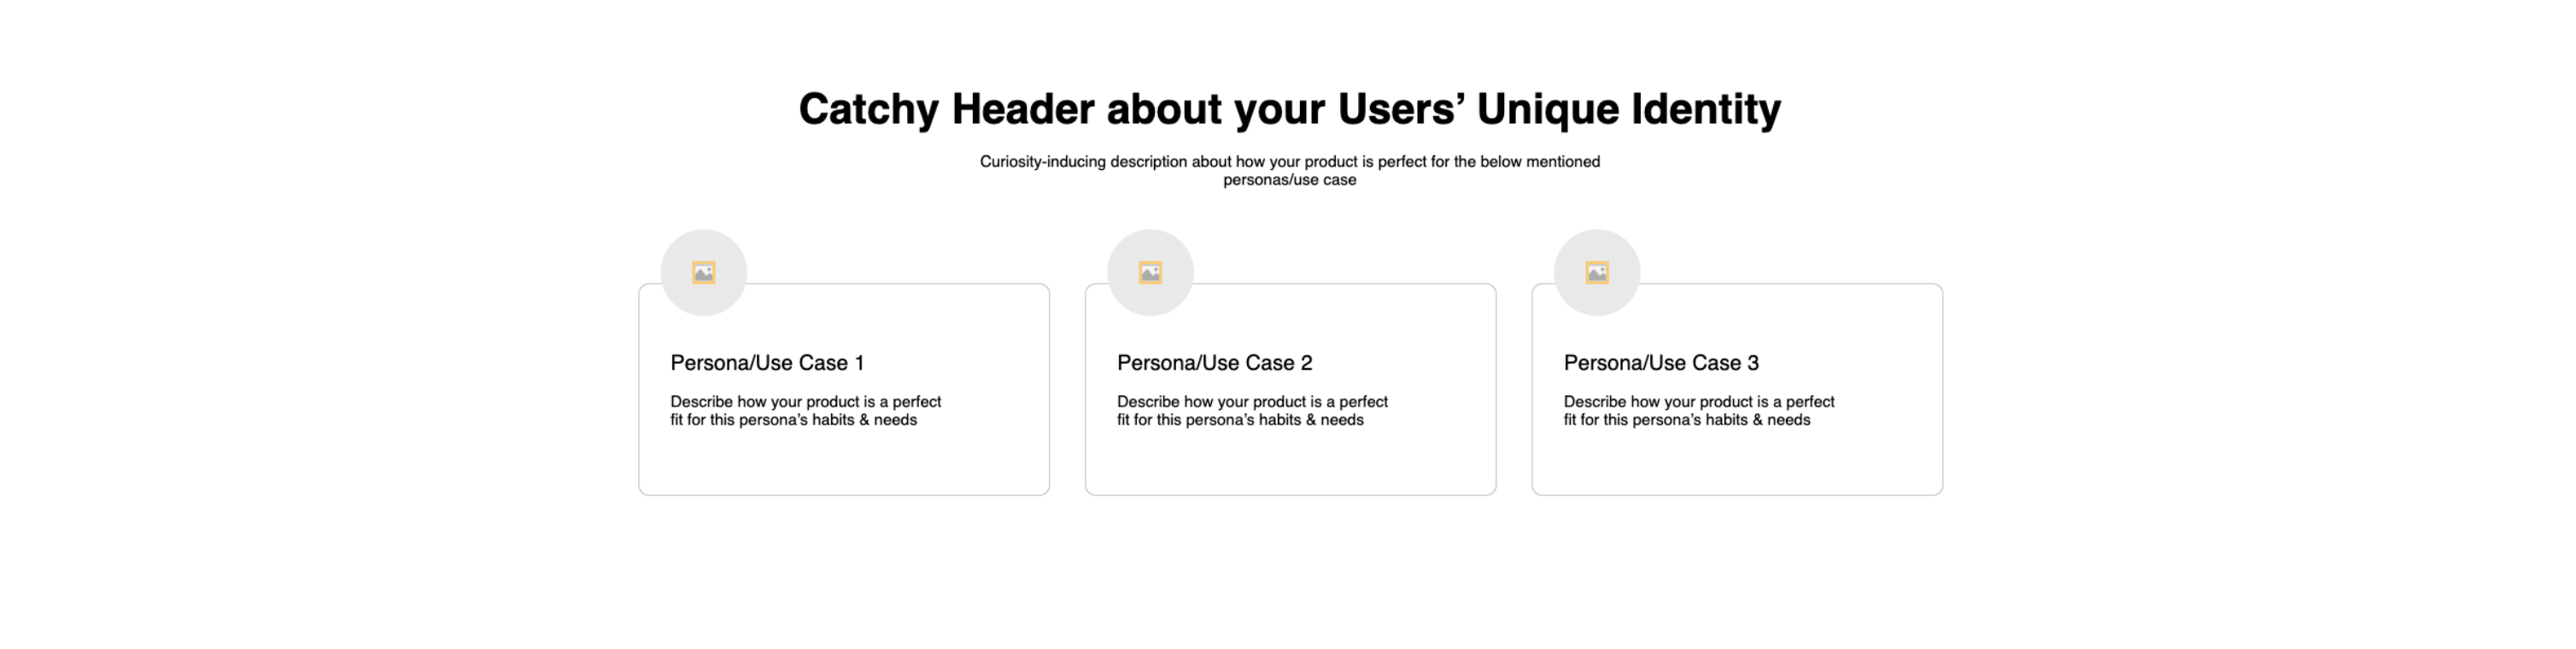 Catchy Header about your Users’ Unique Identity
Curiosity-inducing description about how your product is perfect for the below mentioned
personas/use case
Persona/Use Case 1
Describe how your product is a perfect
fit for this persona’s habits & needs
Persona/Use Case 2
Describe how your product is a perfect
fit for this persona’s habits & needs
Persona/Use Case 3
Describe how your product is a perfect
fit for this persona’s habits & needs